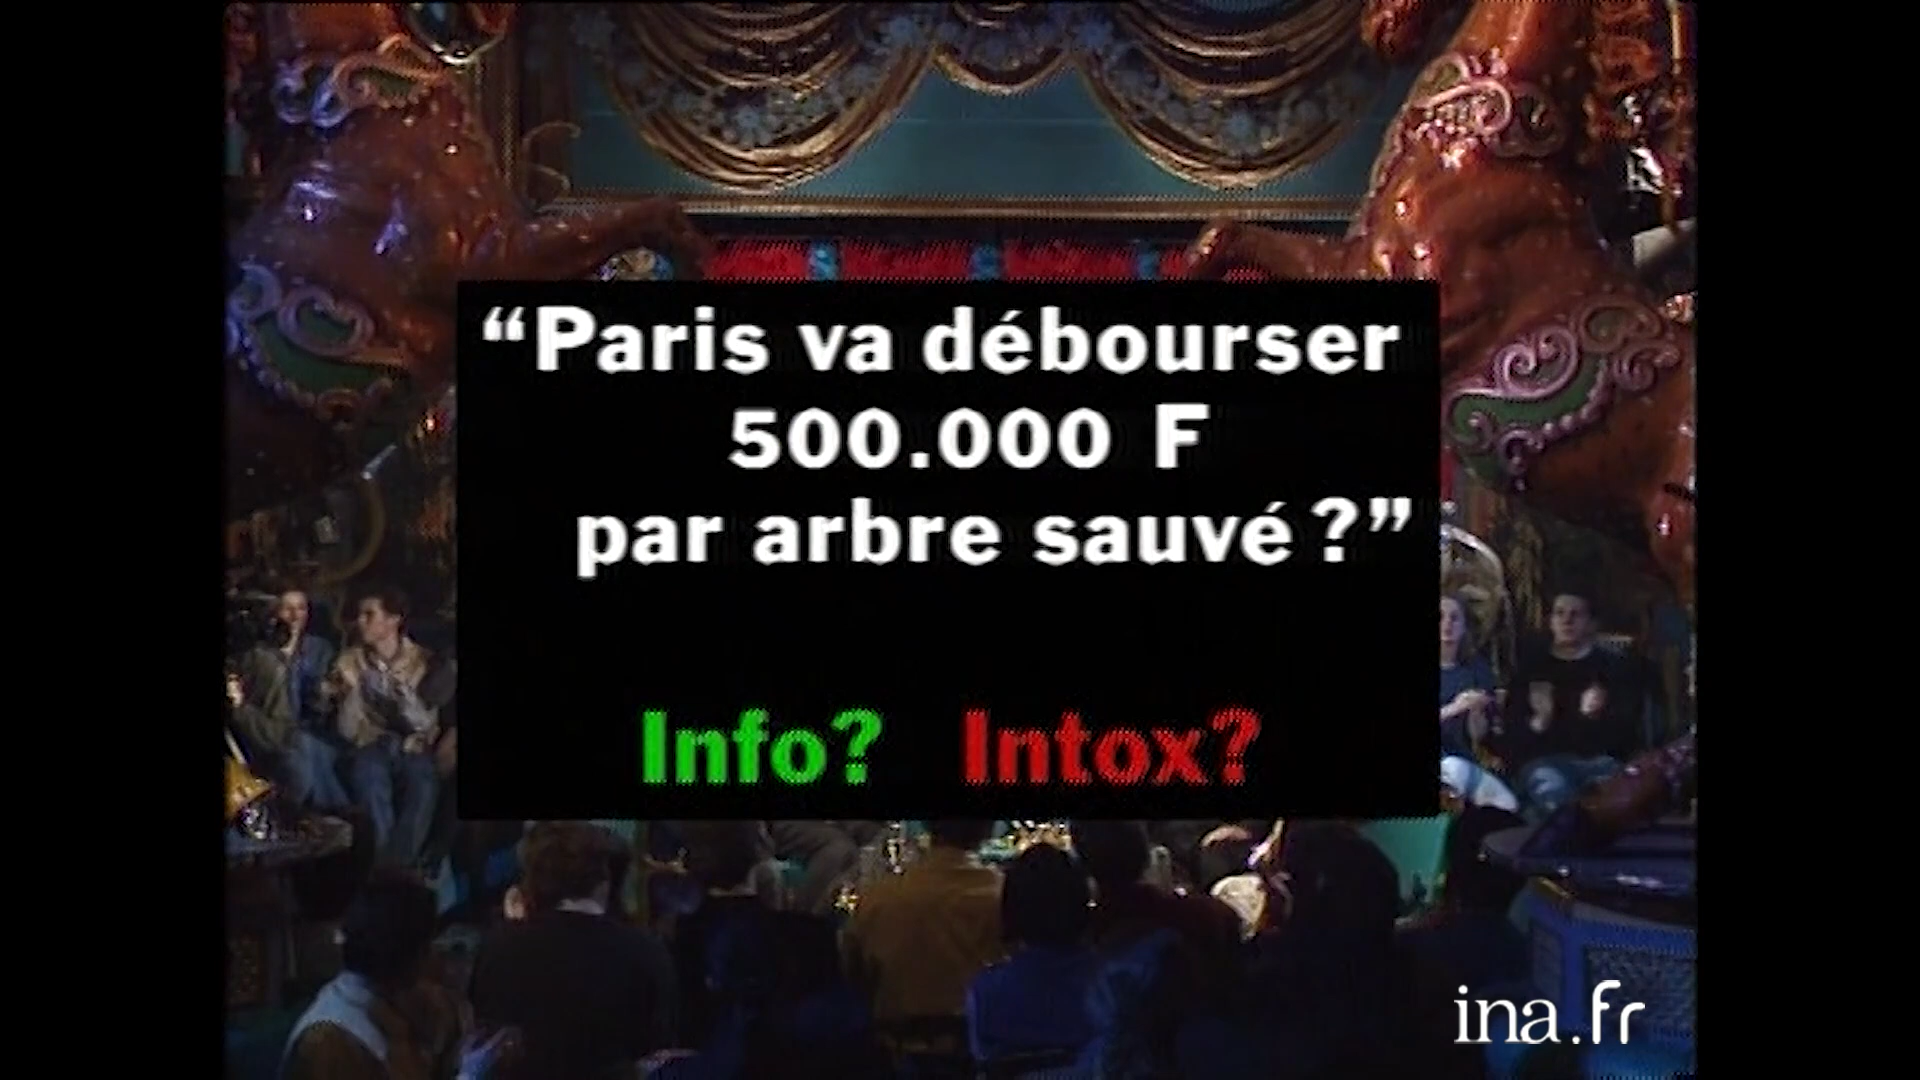 “Paris va débourser
500.000 F
par arbre sauvé ?”
Info? Intox?
ina.fr